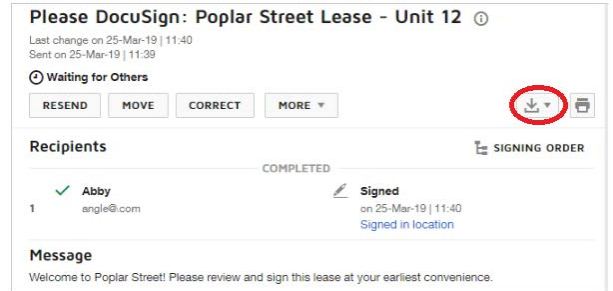 Please DocuSign: Poplar Street Lease - Unit 12
Last change on 25-Mar-19 | 11:40
Sent on 25-Mar-19 | 11:39
Waiting for Others
RESEND MOVE CORRECT MORE
Recipients SIGNING ORDER
COMPLETED
Abby Signed
1 angle@.com on 25-Mar-19 | 11:40
Signed in location
Message
Welcome to Poplar Street! Please review and sign this lease at your earliest convenience.